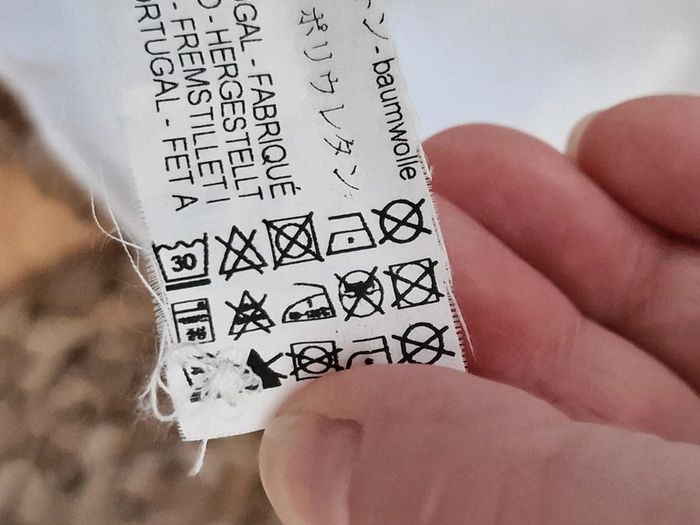 ン - baumwolle
ポリウレタン
GAL - FABRIQUÉ
- HERGESTELLT
- FREMSTILLET I
RTUGAL - FET A
30